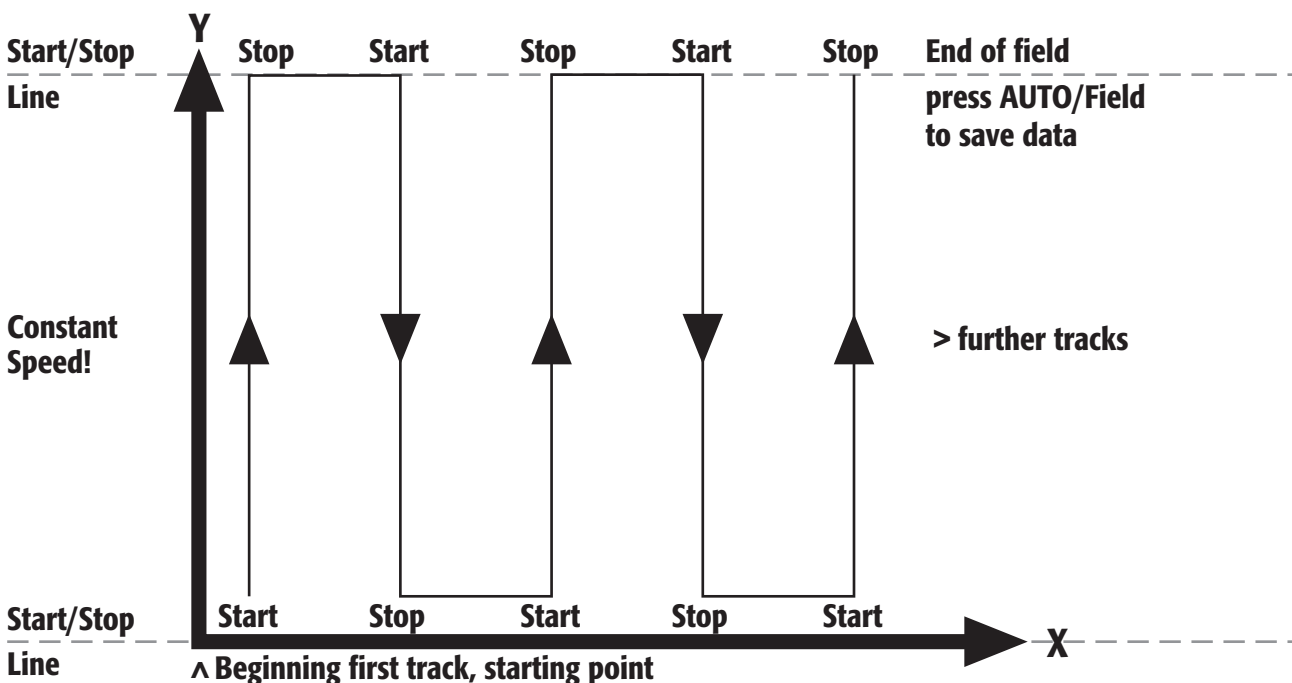 Y
Start/Stop Stop Start Stop Start Stop End of field
Line press AUTO/Field
to save data
Constant
Speed!
> further tracks
Start/Stop Start Stop Start Stop Start
X
Line ^ Beginning first track, starting point